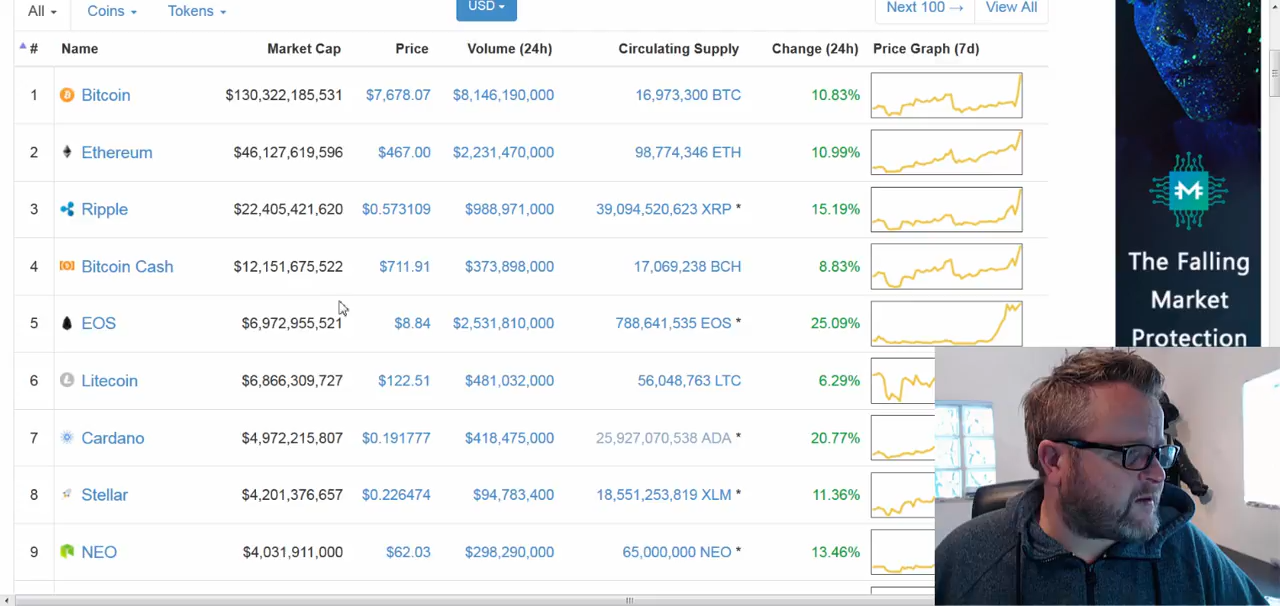 All Coins Tokens USD Next 100 → View All
# Name Market Cap Price Volume (24h) Circulating Supply Change (24h) Price Graph (7d)
1 Bitcoin $130,322,185,531 $7,678.07 $8,146,190,000 16,973,300 BTC 10.83%
2 Ethereum $46,127,619,596 $467.00 $2,231,470,000 98,774,346 ETH 10.99%
3 Ripple $22,405,421,620 $0.573109 $988,971,000 39,094,520,623 XRP * 15.19%
4 Bitcoin Cash $12,151,675,522 $711.91 $373,898,000 17,069,238 BCH 8.83%
5 EOS $6,972,955,521 $8.84 $2,531,810,000 788,641,535 EOS * 25.09%
6 Litecoin $6,866,309,727 $122.51 $481,032,000 56,048,763 LTC 6.29%
7 Cardano $4,972,215,807 $0.191777 $418,475,000 25,927,070,538 ADA * 20.77%
8 Stellar $4,201,376,657 $0.226474 $94,783,400 18,551,253,819 XLM * 11.36%
9 NEO $4,031,911,000 $62.03 $298,290,000 65,000,000 NEO * 13.46%
The Falling
Market
Protection